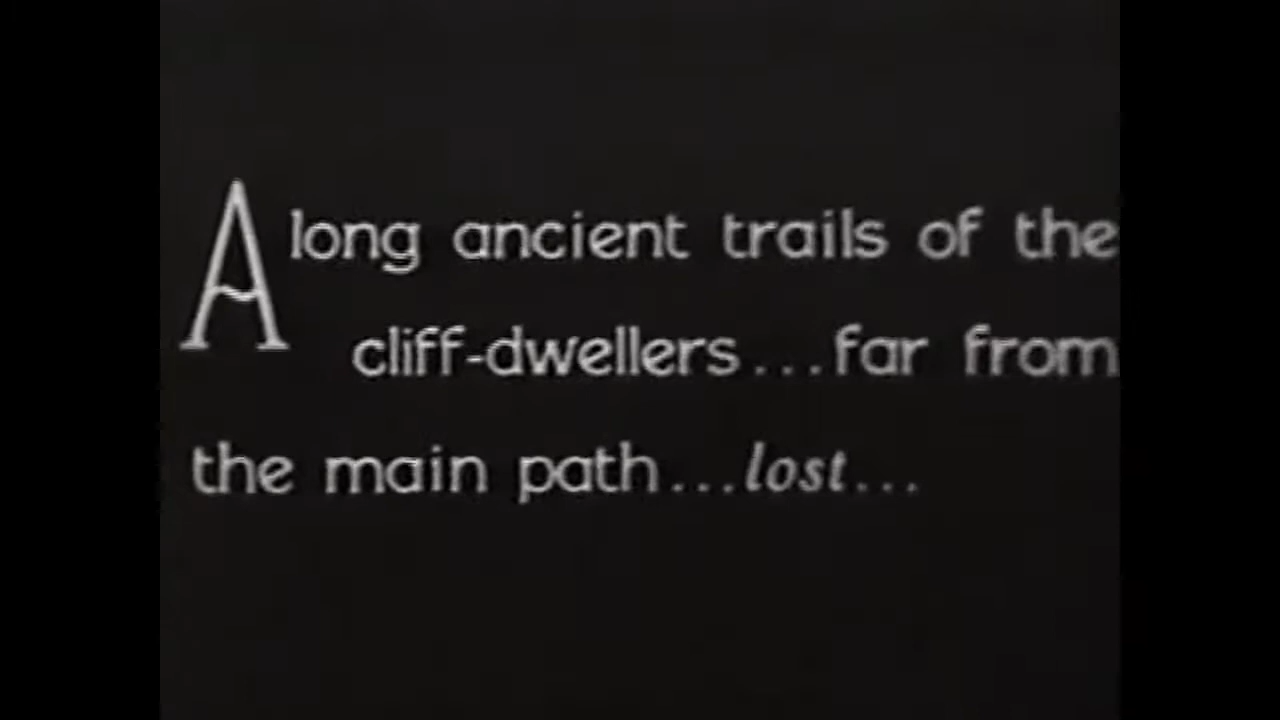 Along ancient trails of the
cliff-dwellers...far from
the main path...lost...